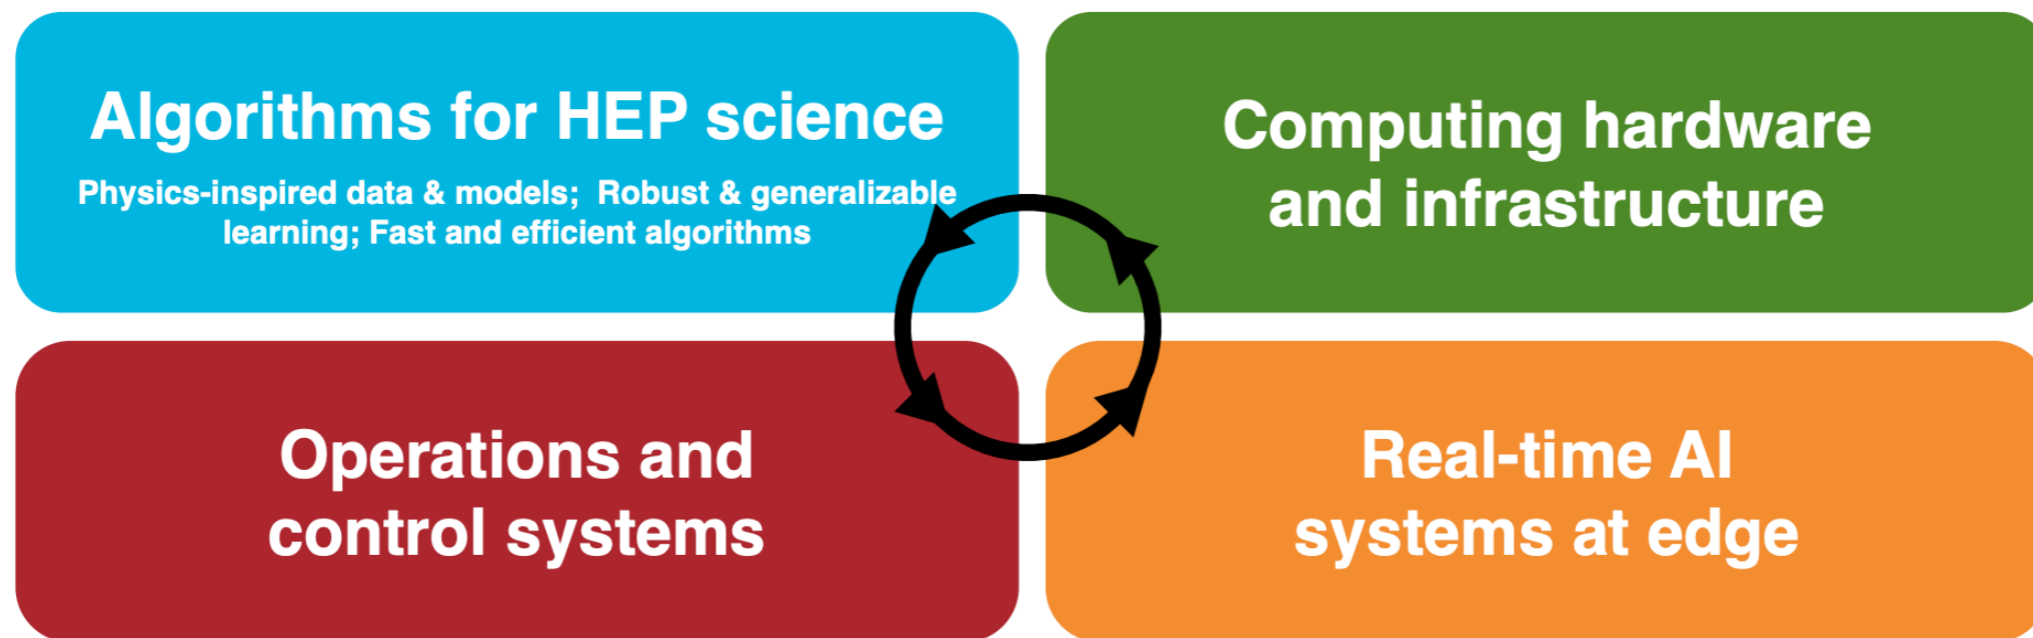 Algorithms for HEP science
Physics-inspired data & models;  Robust & generalizable
learning; Fast and efficient algorithms
Computing hardware
and infrastructure
Operations and
control systems
Real-time AI
systems at edge